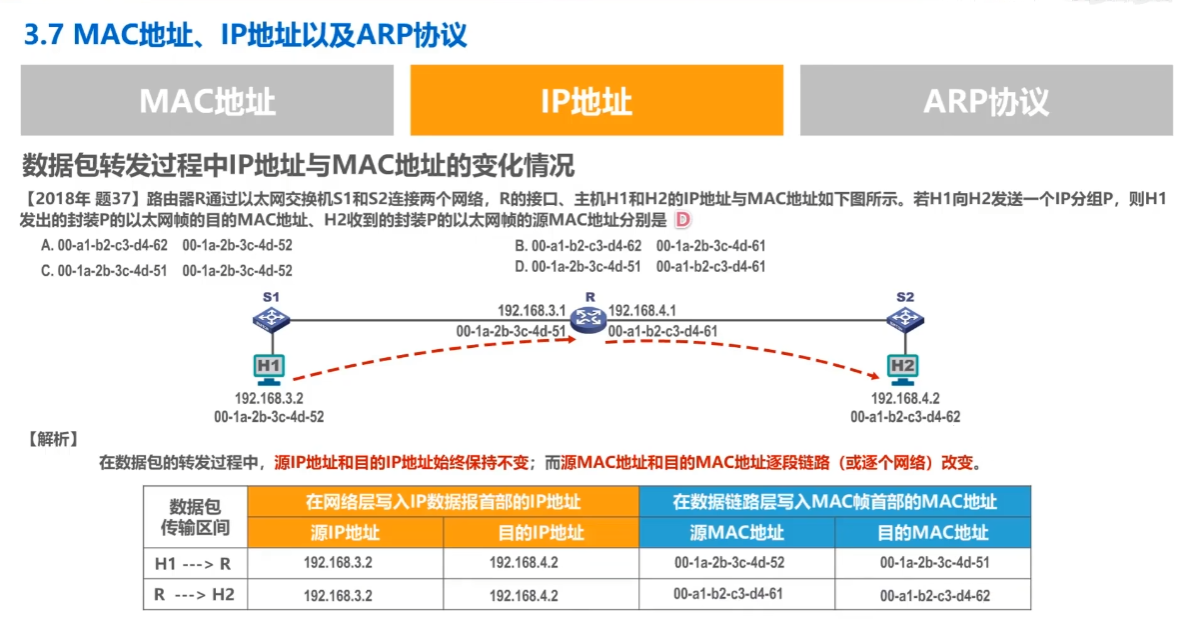 3.7 MAC地址、IP地址以及ARP协议
MAC地址
IP地址
ARP协议
数据包转发过程中IP地址与MAC地址的变化情况
【2018年 题37】路由器R通过以太网交换机S1和S2连接两个网络，R的接口、主机H1和H2的IP地址与MAC地址如下图所示。若H1向H2发送一个IP分组P，则H1
发出的封装P的以太网帧的目的MAC地址、H2收到的封装P的以太网帧的源MAC地址分别是 D
A. 00-a1-b2-c3-d4-62 00-1a-2b-3c-4d-52
B. 00-a1-b2-c3-d4-62 00-1a-2b-3c-4d-61
C. 00-1a-2b-3c-4d-51 00-1a-2b-3c-4d-52
D. 00-1a-2b-3c-4d-51 00-a1-b2-c3-d4-61
S1
R
S2
192.168.3.1
192.168.4.1
00-1a-2b-3c-4d-51
00-a1-b2-c3-d4-61
H1
H2
192.168.3.2
192.168.4.2
00-1a-2b-3c-4d-52
00-a1-b2-c3-d4-62
【解析】
在数据包的转发过程中，源IP地址和目的IP地址始终保持不变；而源MAC地址和目的MAC地址逐段链路（或逐个网络）改变。
数据包
传输区间
在网络层写入IP数据报首部的IP地址
在数据链路层写入MAC帧首部的MAC地址
源IP地址
目的IP地址
源MAC地址
目的MAC地址
H1 ---> R
192.168.3.2
192.168.4.2
00-1a-2b-3c-4d-52
00-1a-2b-3c-4d-51
R ---> H2
192.168.3.2
192.168.4.2
00-a1-b2-c3-d4-61
00-a1-b2-c3-d4-62